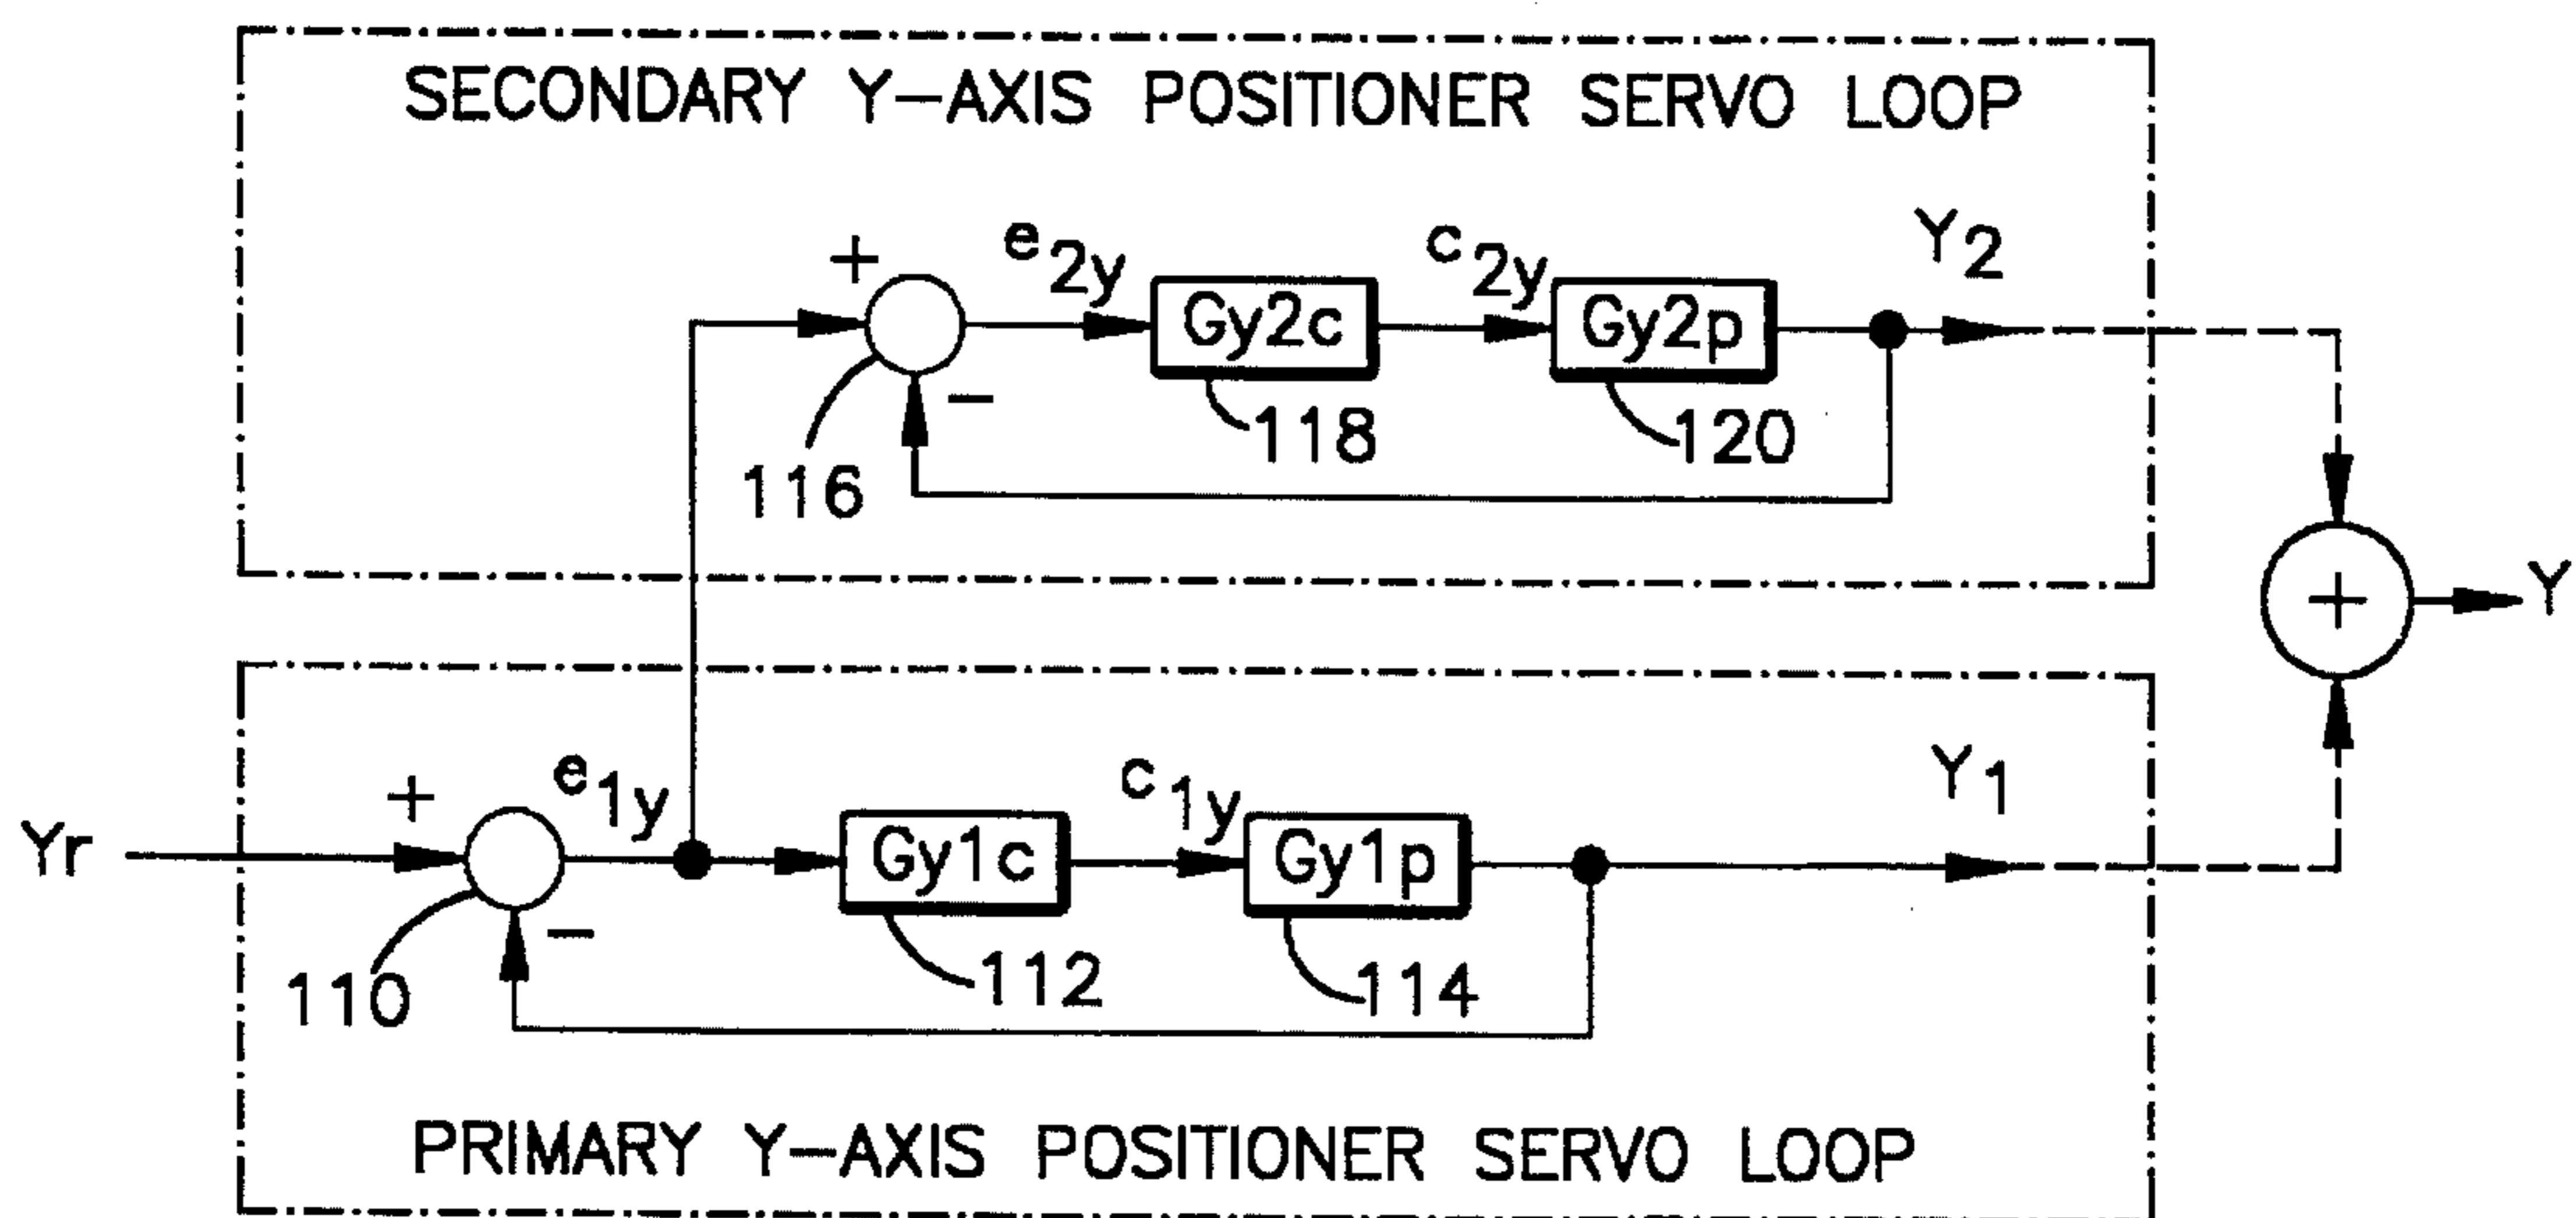 SECONDARY Y-AXIS POSITIONER SERVO LOOP
+ e2y c2y Y2
Gy2c Gy2p
-
116 118 120
+ Y
+ e1y c1y Y1
Yr Gy1c Gy1p
-
110 112 114
PRIMARY Y-AXIS POSITIONER SERVO LOOP